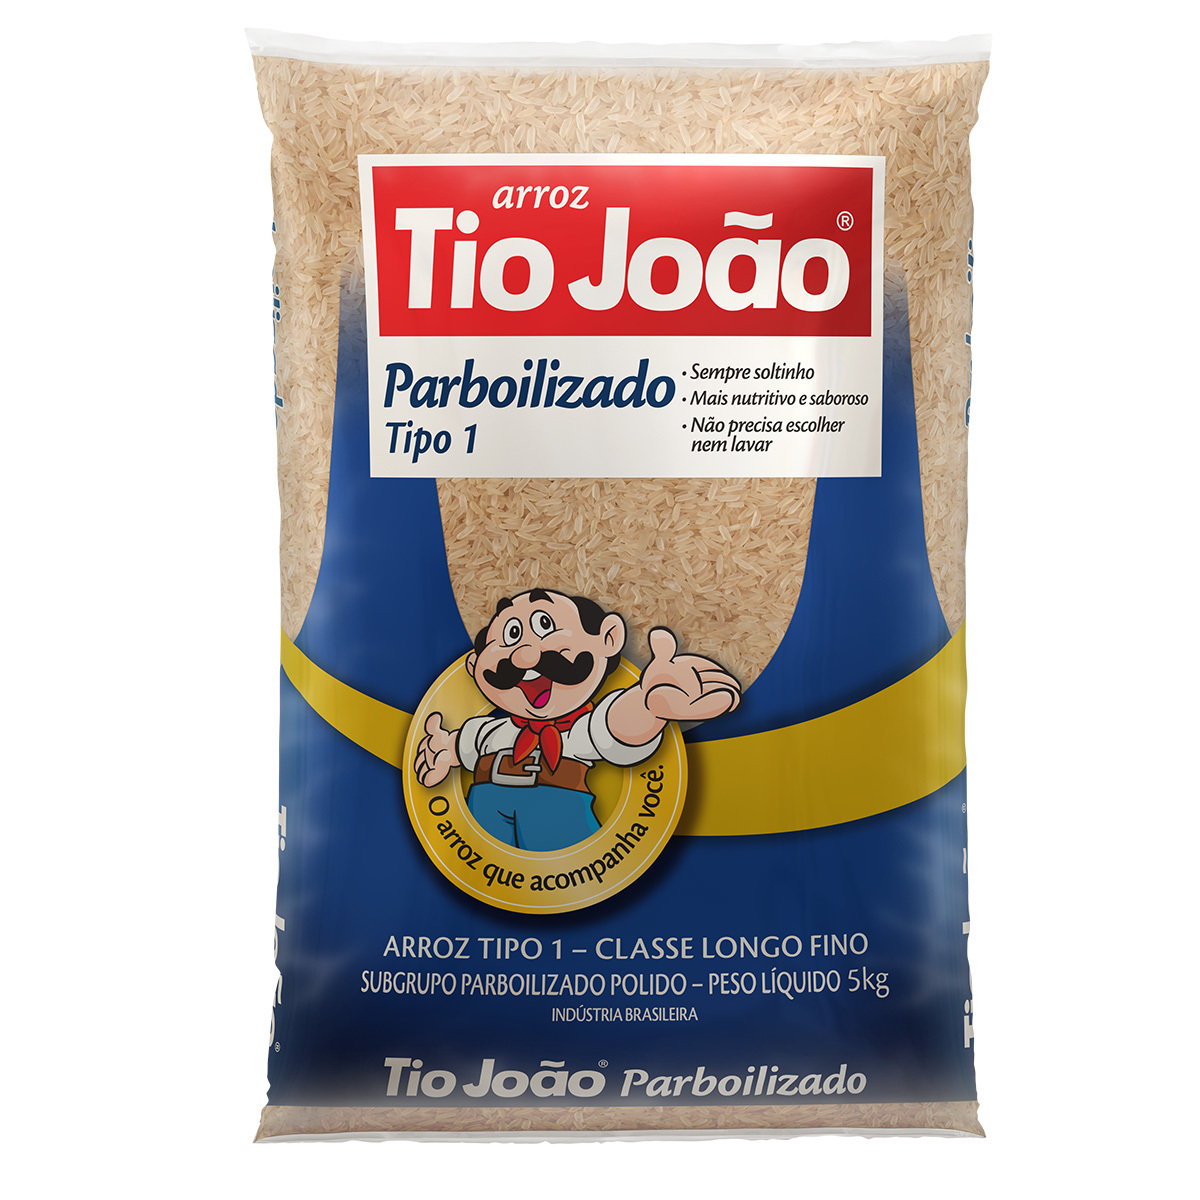 arroz
Tio João®
Parboilizado
Tipo 1
• Sempre soltinho
• Mais nutritivo e saboroso
• Não precisa escolher
nem lavar
O arroz que acompanha você.
ARROZ TIPO 1 – CLASSE LONGO FINO
SUBGRUPO PARBOILIZADO POLIDO – PESO LÍQUIDO 5kg
INDÚSTRIA BRASILEIRA
Tio João® Parboilizado